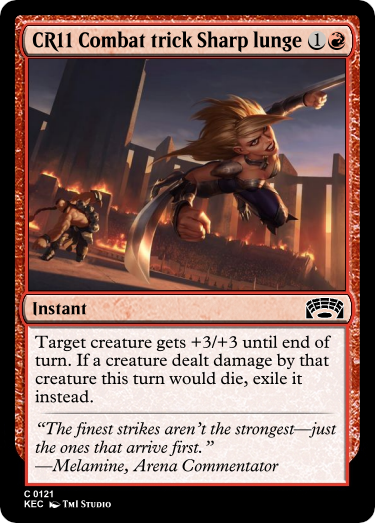 CR11 Combat trick Sharp lunge 1
Instant
Target creature gets +3/+3 until end of
turn. If a creature dealt damage by that
creature this turn would die, exile it
instead.
“The finest strikes aren’t the strongest—just
the ones that arrive first.”
—Melamine, Arena Commentator
C 0121
KEC TMJ STUDIO